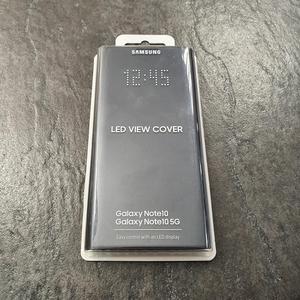 SAMSUNG
12:45
LED VIEW COVER
Galaxy Note10
Galaxy Note10 5G
Easy control with an LED display